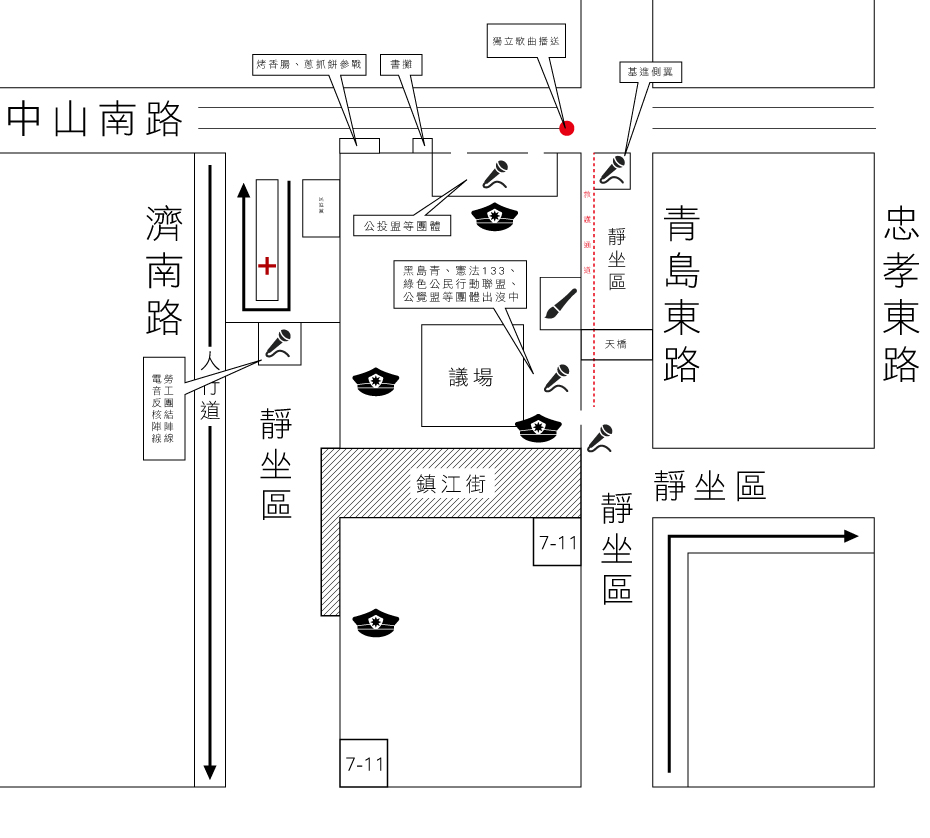 獨立歌曲播送
烤香腸、蔥抓餅參戰
書攤
基進側翼
中山南路
濟南路
公投盟等團體
救護通道
靜坐區
青島東路
忠孝東路
黑島青、憲法133、
綠色公民行動聯盟、
公覺盟等團體出沒中
天橋
議場
人行道
勞工團結陣線
電音反核陣線
靜坐區
鎮江街
靜坐區
靜坐區
7-11
7-11